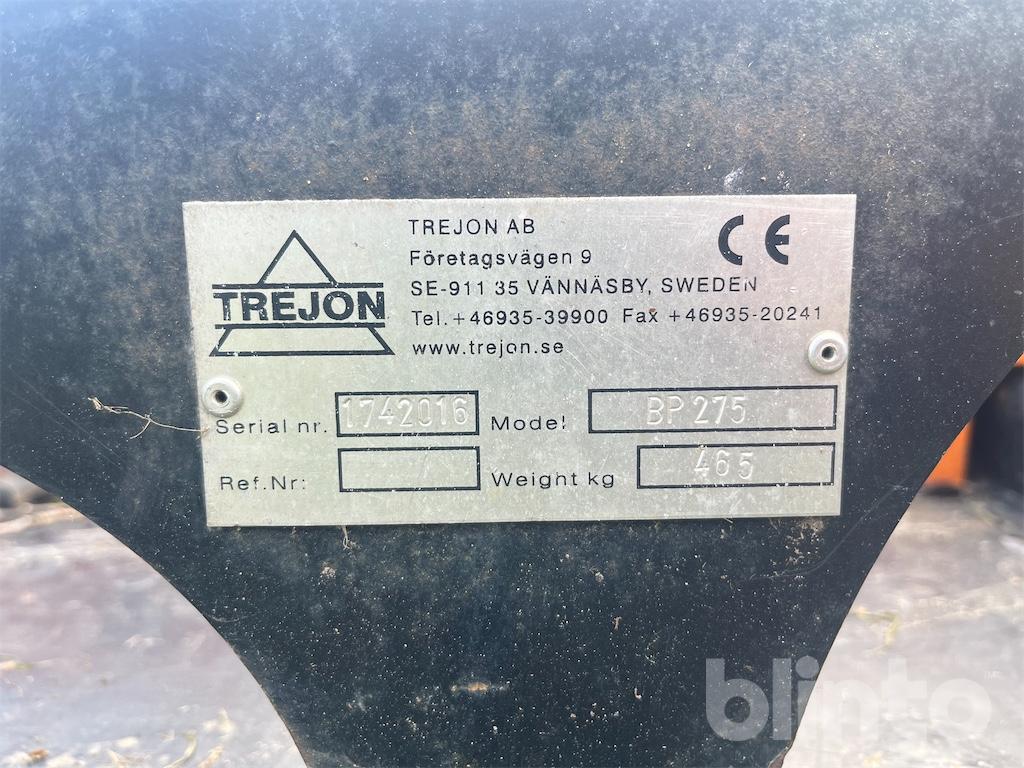 TREJON
TREJON AB
Företagsvägen 9
SE-911 35 VÄNNÄSBY, SWEDEN
Tel.+46935-39900 Fax +46935-20241
www.trejon.se
CE
Serial nr. 1742016 Model BP 275
Ref.Nr: Weight kg 465
blinto